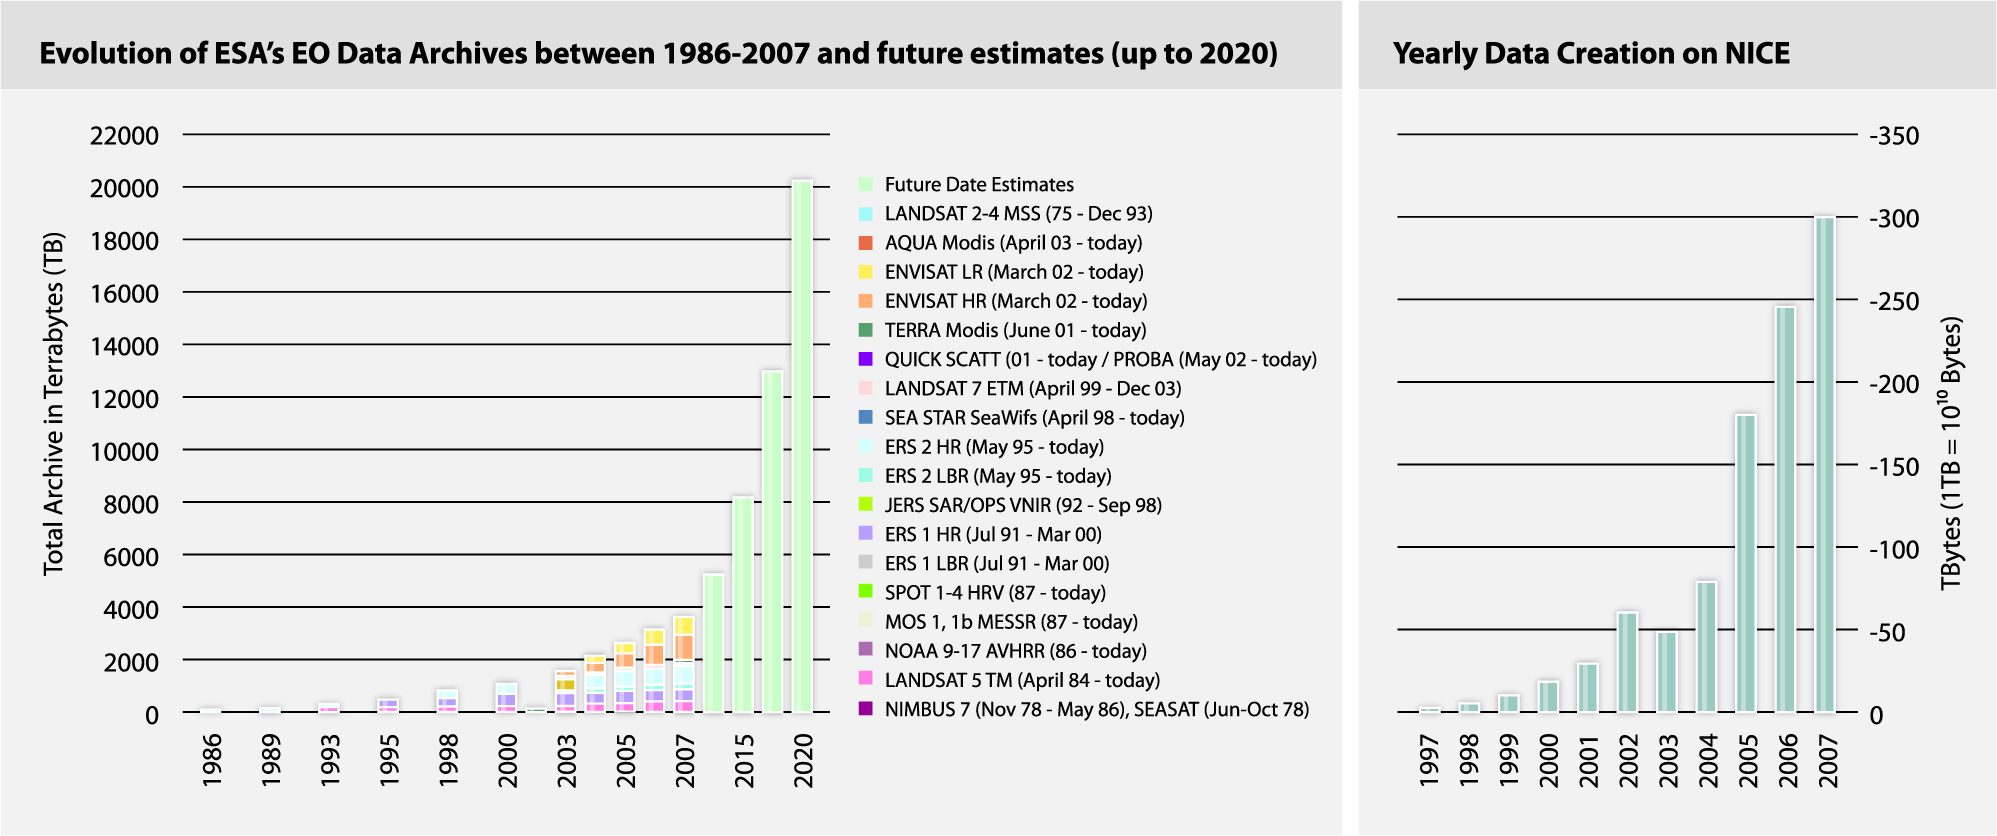 Evolution of ESA's EO Data Archives between 1986-2007 and future estimates (up to 2020)
Total Archive in Terrabytes (TB)
22000
20000
18000
16000
14000
12000
10000
8000
6000
4000
2000
0
1986
1989
1993
1995
1998
2000
2003
2005
2007
2015
2020
Future Date Estimates
LANDSAT 2-4 MSS (75 - Dec 93)
AQUA Modis (April 03 - today)
ENVISAT LR (March 02 - today)
ENVISAT HR (March 02 - today)
TERRA Modis (June 01 - today)
QUICK SCATT (01 - today / PROBA (May 02 - today)
LANDSAT 7 ETM (April 99 - Dec 03)
SEA STAR SeaWifs (April 98 - today)
ERS 2 HR (May 95 - today)
ERS 2 LBR (May 95 - today)
JERS SAR/OPS VNIR (92 - Sep 98)
ERS 1 HR (Jul 91 - Mar 00)
ERS 1 LBR (Jul 91 - Mar 00)
SPOT 1-4 HRV (87 - today)
MOS 1, 1b MESSR (87 - today)
NOAA 9-17 AVHRR (86 - today)
LANDSAT 5 TM (April 84 - today)
NIMBUS 7 (Nov 78 - May 86), SEASAT (Jun-Oct 78)
Yearly Data Creation on NICE
-350
-300
-250
-200
-150
-100
-50
0
TBytes (1TB = 10¹⁰ Bytes)
1997
1998
1999
2000
2001
2002
2003
2004
2005
2006
2007